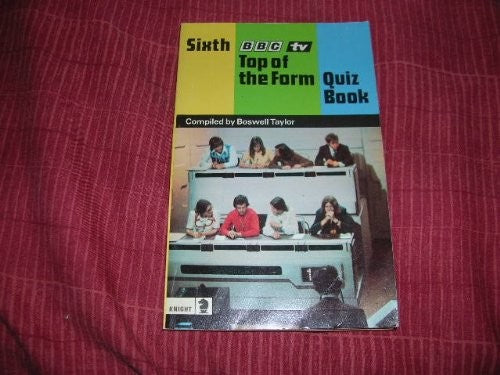 Sixth BBC tv
Top of
the Form Quiz
Book
Compiled by Boswell Taylor
KNIGHT